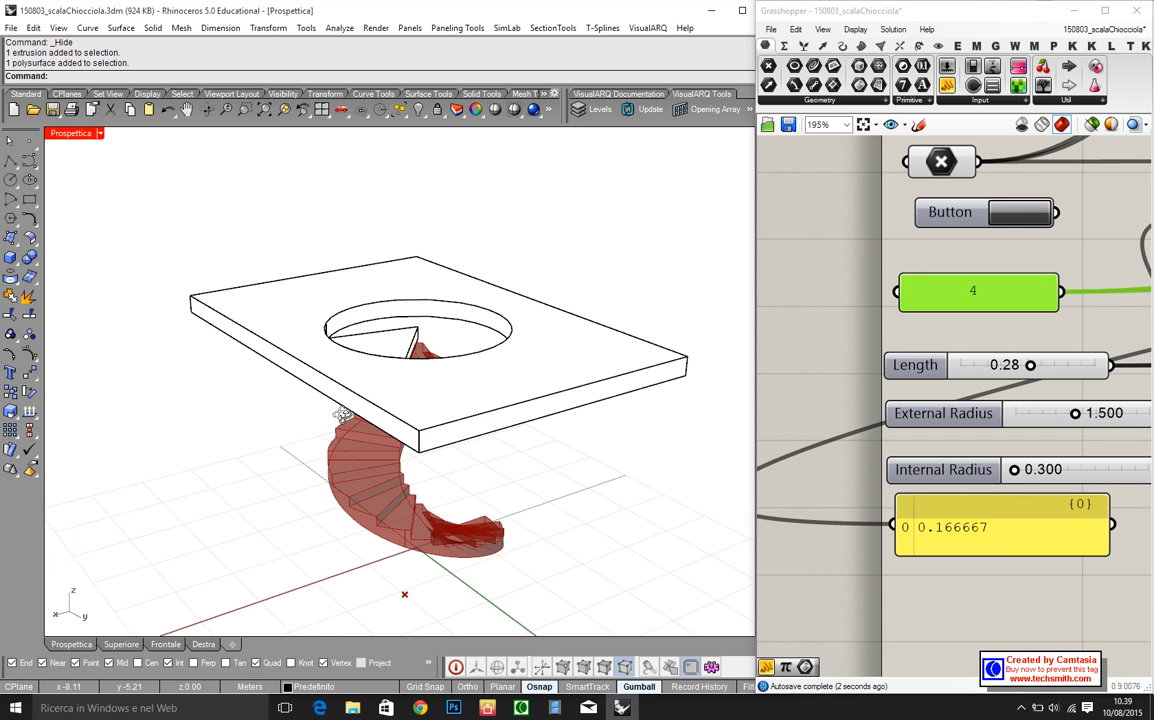 150803_scalaChiocciola.3dm (924 KB) - Rhinoceros 5.0 Educational - [Prospettica]
File Edit View Curve Surface Solid Mesh Dimension Transform Tools Analyze Render Panels Paneling Tools SimLab SectionTools T-Splines VisualARQ Help
Command: _Hide
1 extrusion added to selection.
1 polysurface added to selection.
Command:
Standard CPlanes Set View Display Select Viewport Layout Visibility Transform Curve Tools Surface Tools Solid Tools Mesh T VisualARQ Documentation VisualARQ Tools
Levels Update Opening Array
Prospettica
z
x y
Prospettica Superiore Frontale Destra
End Near Point Mid Cen Int Perp Tan Quad Knot Vertex Project
CPlane x -8.11 y -5.21 z 0.00 Meters Predefinito Grid Snap Ortho Planar Osnap SmartTrack Gumball Record History Filt
Grasshopper - 150803_scalaChiocciola*
File Edit View Display Solution Help 150803_scalaChiocciola*
E M G W M P K K L T K
Geometry Primitive Input Util
195%
Button
4
Length 0.28
External Radius 1.500
Internal Radius 0.300
{0}
0 0.166667
Created by Camtasia
Buy now to prevent this tag
www.techsmith.com
Autosave complete (2 seconds ago) 0.9.0076
Ricerca in Windows e nel Web
10.39
10/08/2015